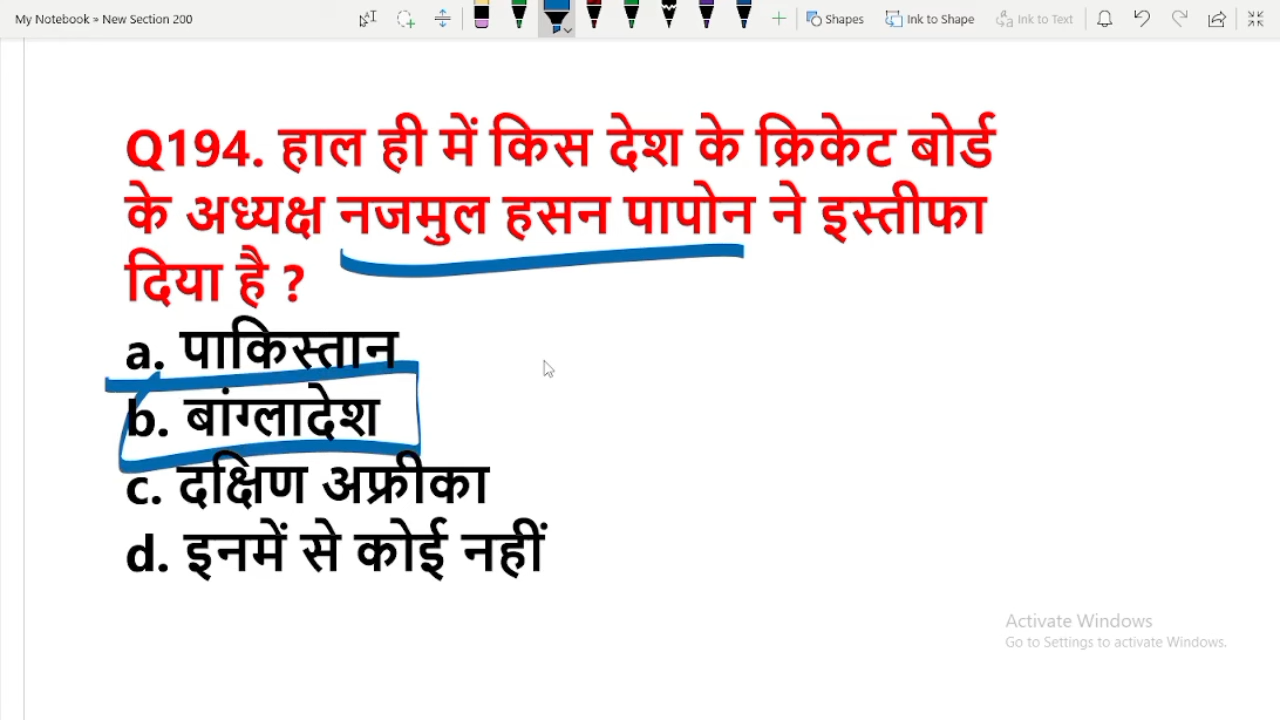 My Notebook » New Section 200
Shapes
Ink to Shape
Ink to Text
Q194. हाल ही में किस देश के क्रिकेट बोर्ड
के अध्यक्ष नजमुल हसन पापोन ने इस्तीफा
दिया है ?
a. पाकिस्तान
b. बांग्लादेश
c. दक्षिण अफ्रीका
d. इनमें से कोई नहीं
Activate Windows
Go to Settings to activate Windows.